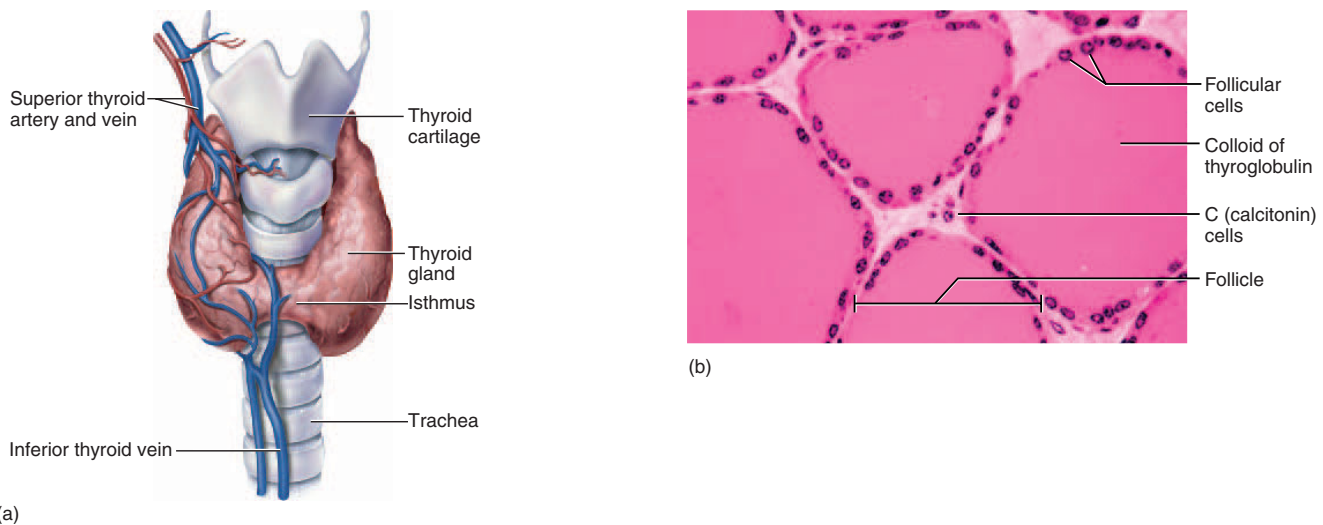 Superior thyroid
artery and vein
Thyroid
cartilage
Thyroid
gland
Isthmus
Trachea
Inferior thyroid vein
(a)
Follicular
cells
Colloid of
thyroglobulin
C (calcitonin)
cells
Follicle
(b)